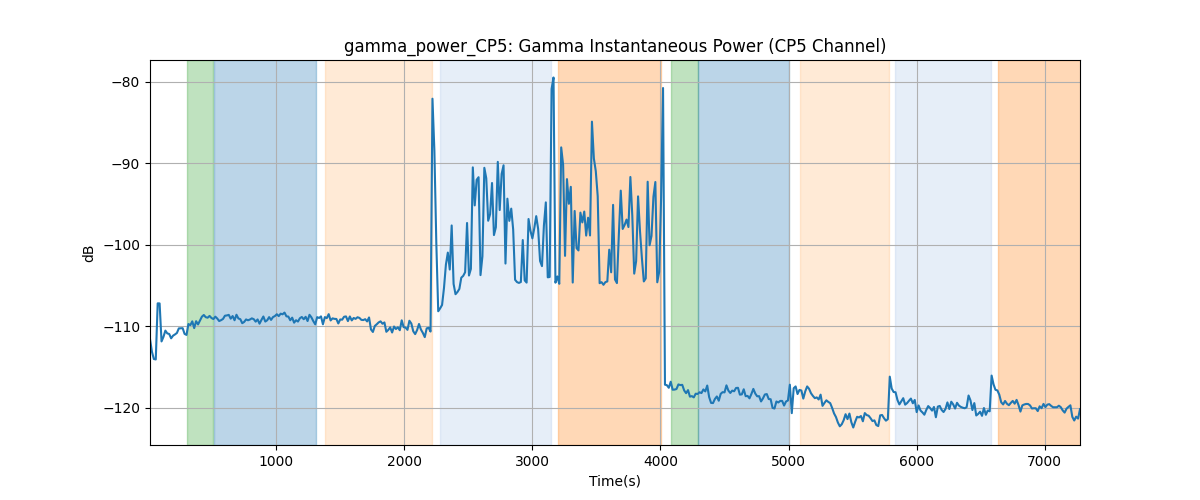 gamma_power_CP5: Gamma Instantaneous Power (CP5 Channel)
−80
−90
−100
−110
−120
dB
1000 2000 3000 4000 5000 6000 7000
Time(s)